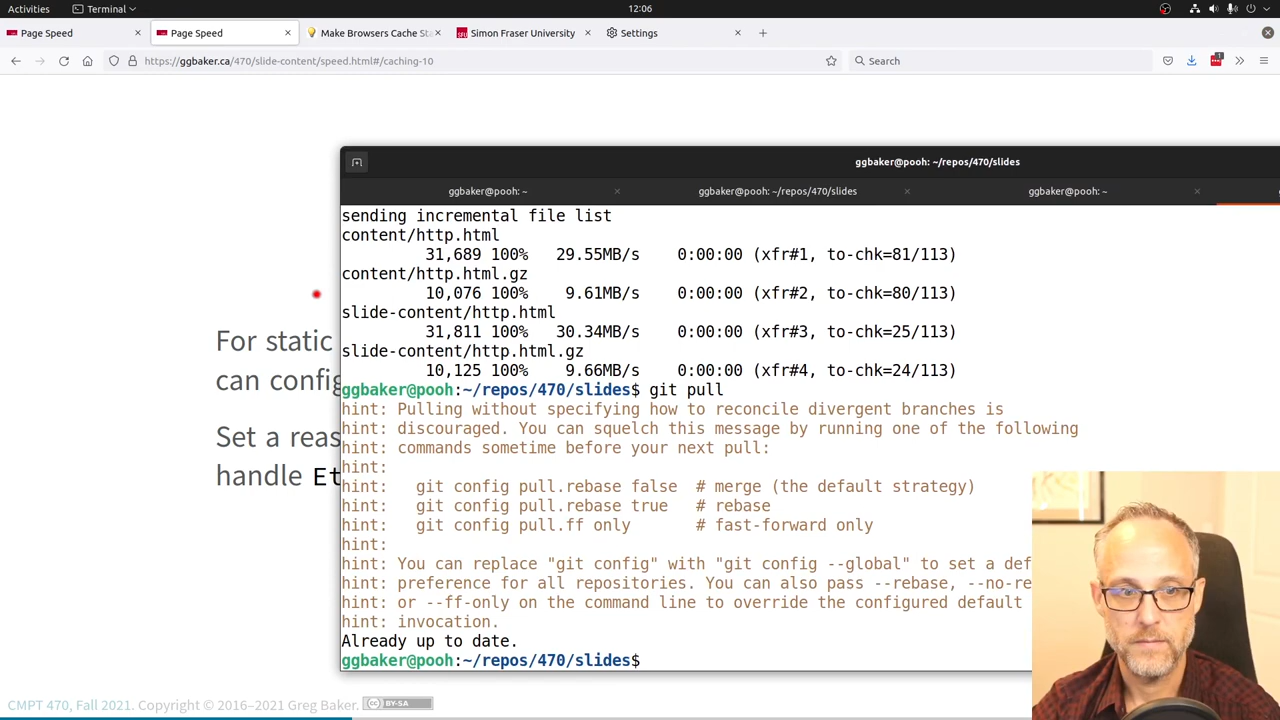 Activities
Terminal
12:06
Page Speed
Page Speed
Make Browsers Cache Sta
Simon Fraser University
Settings
https://ggbaker.ca/470/slide-content/speed.html#/caching-10
Search
1
ggbaker@pooh: ~/repos/470/slides
ggbaker@pooh: ~
ggbaker@pooh: ~/repos/470/slides
ggbaker@pooh: ~
sending incremental file list
content/http.html
31,689 100% 29.55MB/s 0:00:00 (xfr#1, to-chk=81/113)
content/http.html.gz
10,076 100% 9.61MB/s 0:00:00 (xfr#2, to-chk=80/113)
slide-content/http.html
31,811 100% 30.34MB/s 0:00:00 (xfr#3, to-chk=25/113)
slide-content/http.html.gz
10,125 100% 9.66MB/s 0:00:00 (xfr#4, to-chk=24/113)
ggbaker@pooh:~/repos/470/slides$ git pull
hint: Pulling without specifying how to reconcile divergent branches is
hint: discouraged. You can squelch this message by running one of the following
hint: commands sometime before your next pull:
hint:
hint: git config pull.rebase false # merge (the default strategy)
hint: git config pull.rebase true # rebase
hint: git config pull.ff only # fast-forward only
hint:
hint: You can replace "git config" with "git config --global" to set a def
hint: preference for all repositories. You can also pass --rebase, --no-re
hint: or --ff-only on the command line to override the configured default
hint: invocation.
Already up to date.
ggbaker@pooh:~/repos/470/slides$
For static
can config
Set a reas
handle Et
CMPT 470, Fall 2021. Copyright © 2016–2021 Greg Baker.
cc BY-SA